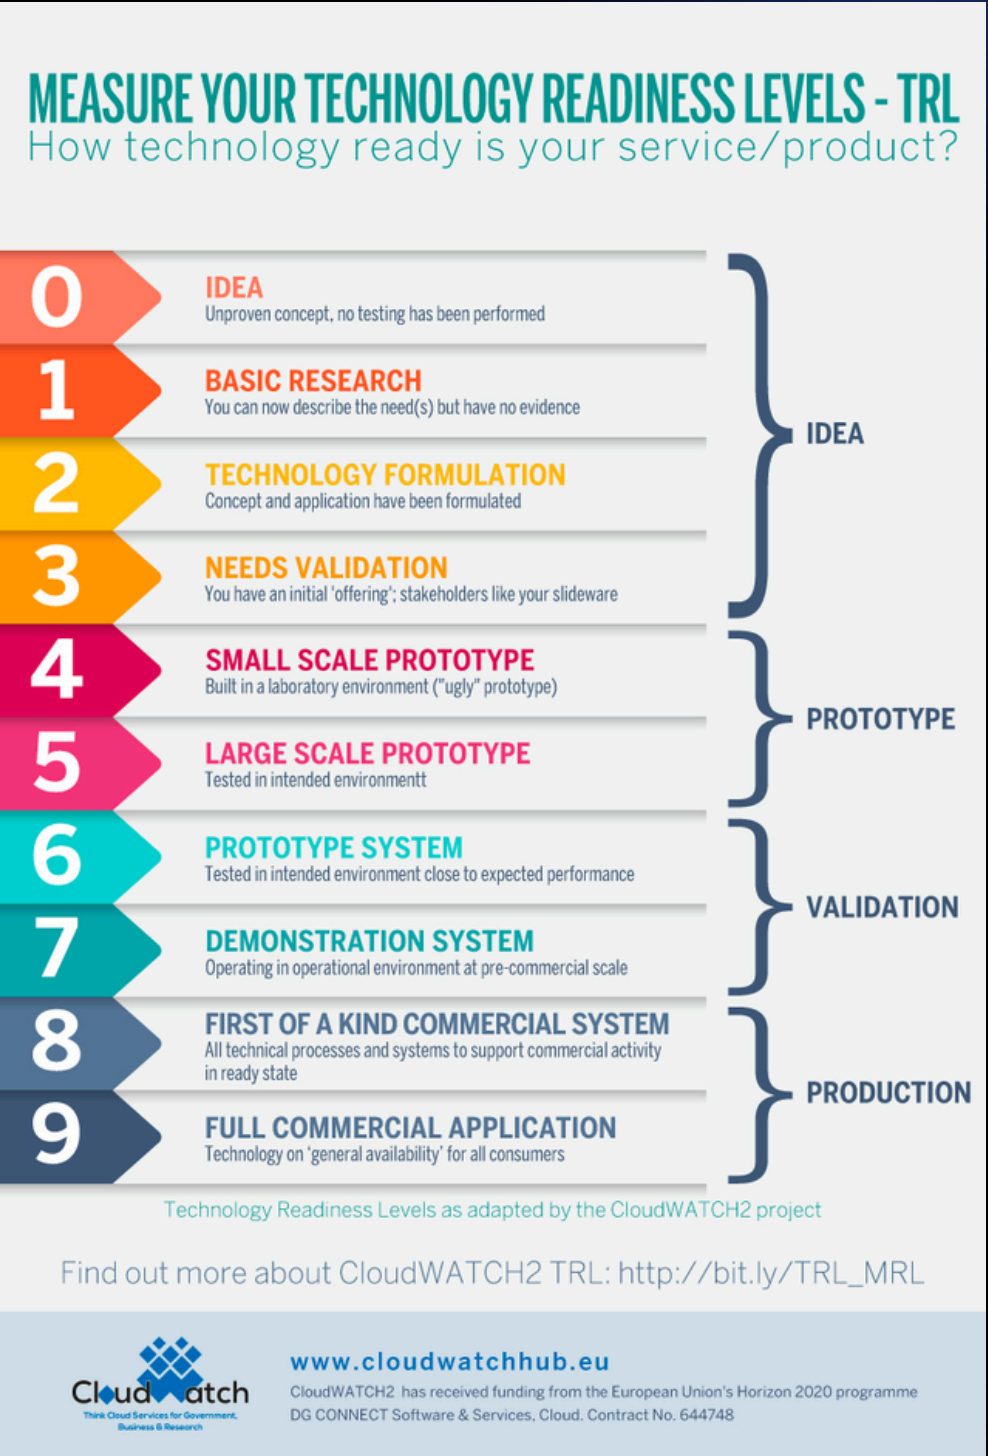 MEASURE YOUR TECHNOLOGY READINESS LEVELS - TRL
How technology ready is your service/product?
0
IDEA
Unproven concept, no testing has been performed
1
BASIC RESEARCH
You can now describe the need(s) but have no evidence
2
TECHNOLOGY FORMULATION
Concept and application have been formulated
3
NEEDS VALIDATION
You have an initial 'offering'; stakeholders like your slideware
IDEA
4
SMALL SCALE PROTOTYPE
Built in a laboratory environment ("ugly" prototype)
5
LARGE SCALE PROTOTYPE
Tested in intended environmentt
PROTOTYPE
6
PROTOTYPE SYSTEM
Tested in intended environment close to expected performance
7
DEMONSTRATION SYSTEM
Operating in operational environment at pre-commercial scale
VALIDATION
8
FIRST OF A KIND COMMERCIAL SYSTEM
All technical processes and systems to support commercial activity
in ready state
9
FULL COMMERCIAL APPLICATION
Technology on 'general availability' for all consumers
PRODUCTION
Technology Readiness Levels as adapted by the CloudWATCH2 project
Find out more about CloudWATCH2 TRL: http://bit.ly/TRL_MRL
CloudWatch
Think Cloud Services for Government,
Business & Research
www.cloudwatchhub.eu
CloudWATCH2 has received funding from the European Union's Horizon 2020 programme
DG CONNECT Software & Services, Cloud. Contract No. 644748